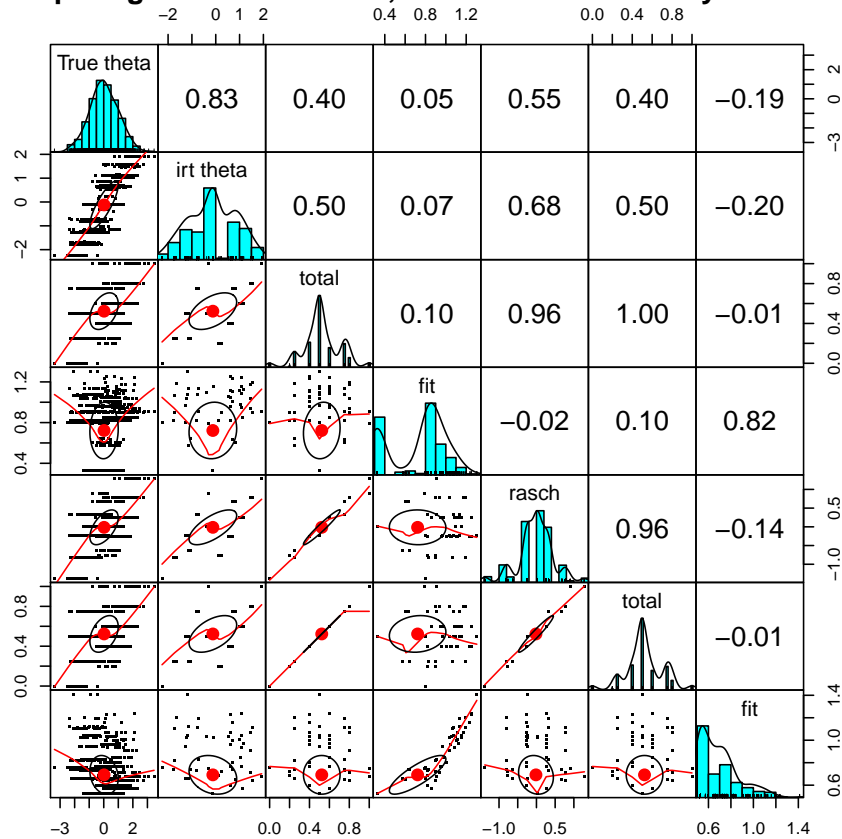 −2 0 1 2 0.4 0.8 1.2 0.0 0.4 0.8
True theta 0.83 0.40 0.05 0.55 0.40 −0.19
−3 0 2
irt theta 0.50 0.07 0.68 0.50 −0.20
−2 0 1 2
total 0.10 0.96 1.00 −0.01
0.0 0.4 0.8
fit −0.02 0.10 0.82
0.4 0.8 1.2
rasch 0.96 −0.14
−1.0 0.5
total −0.01
0.0 0.4 0.8
fit
0.6 1.0 1.4
−3 0 2 0.0 0.4 0.8 −1.0 0.5 0.6 1.0 1.4